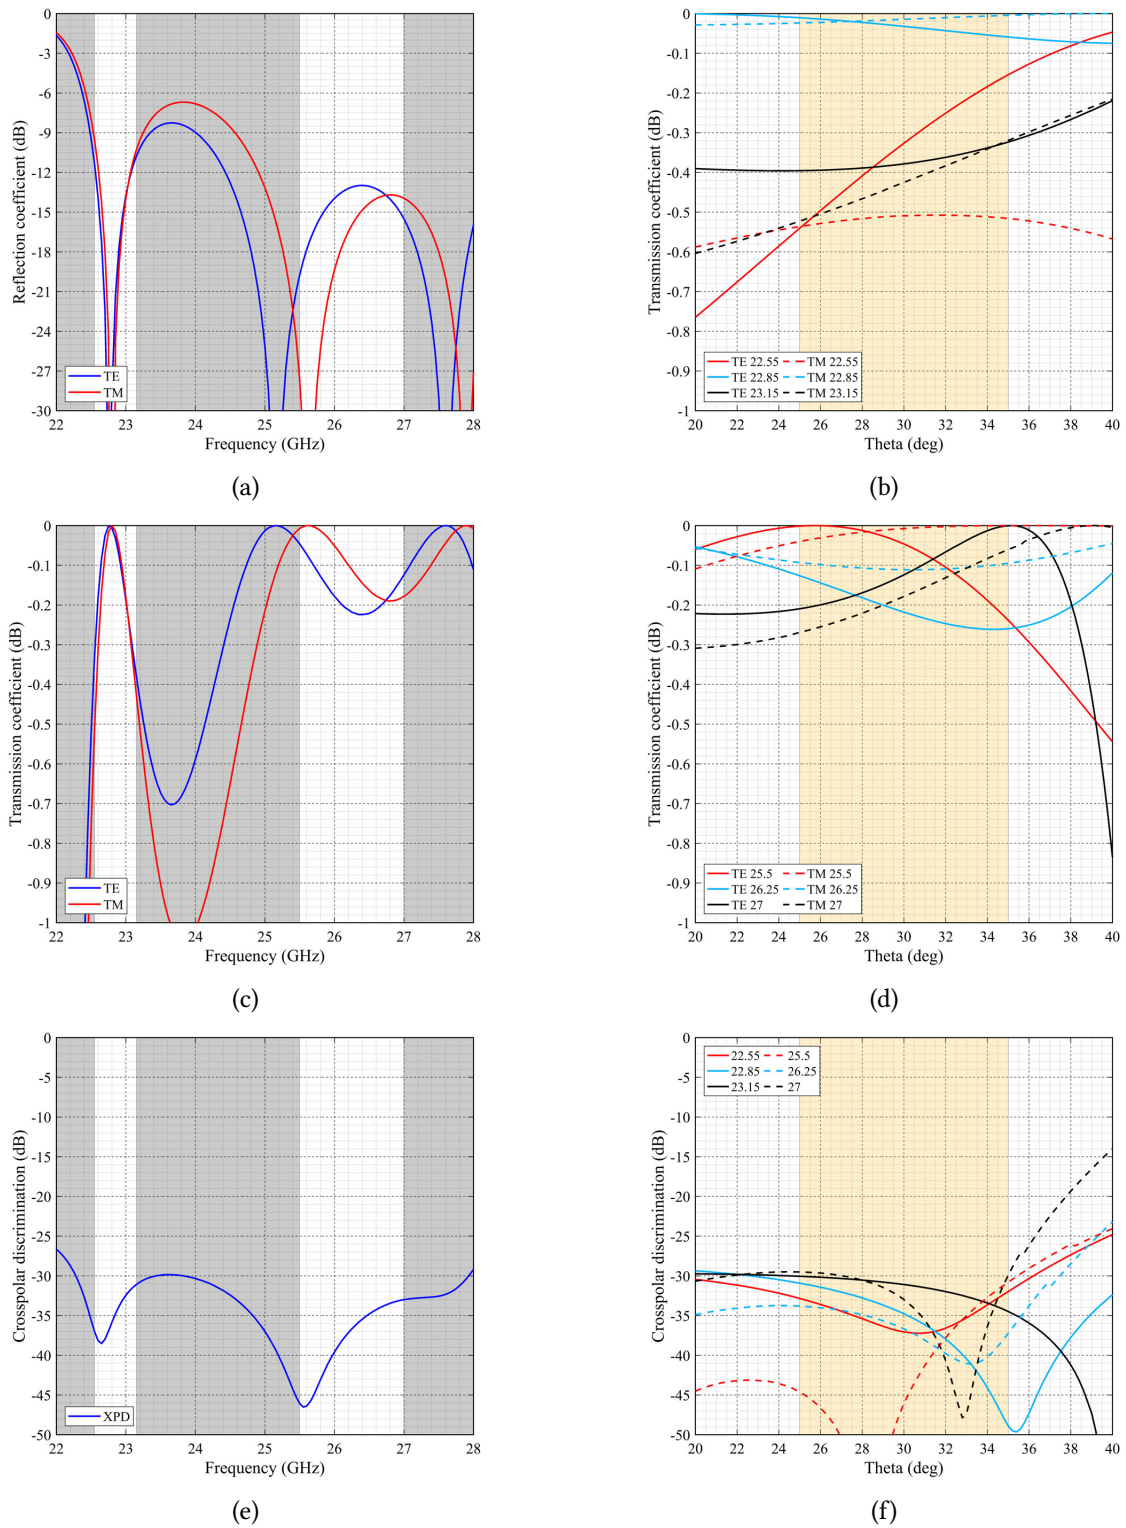 0
-3
-6
-9
-12
-15
-18
-21
-24
-27
-30
Reflection coefficient (dB)
TE
TM
22 23 24 25 26 27 28
Frequency (GHz)
(a)
0
-0.1
-0.2
-0.3
-0.4
-0.5
-0.6
-0.7
-0.8
-0.9
-1
Transmission coefficient (dB)
TE 22.55 TM 22.55
TE 22.85 TM 22.85
TE 23.15 TM 23.15
20 22 24 26 28 30 32 34 36 38 40
Theta (deg)
(b)
0
-0.1
-0.2
-0.3
-0.4
-0.5
-0.6
-0.7
-0.8
-0.9
-1
Transmission coefficient (dB)
TE
TM
22 23 24 25 26 27 28
Frequency (GHz)
(c)
0
-0.1
-0.2
-0.3
-0.4
-0.5
-0.6
-0.7
-0.8
-0.9
-1
Transmission coefficient (dB)
TE 25.5 TM 25.5
TE 26.25 TM 26.25
TE 27 TM 27
20 22 24 26 28 30 32 34 36 38 40
Theta (deg)
(d)
0
-5
-10
-15
-20
-25
-30
-35
-40
-45
-50
Crosspolar discrimination (dB)
XPD
22 23 24 25 26 27 28
Frequency (GHz)
(e)
0
-5
-10
-15
-20
-25
-30
-35
-40
-45
-50
Crosspolar discrimination (dB)
22.55 25.5
22.85 26.25
23.15 27
20 22 24 26 28 30 32 34 36 38 40
Theta (deg)
(f)